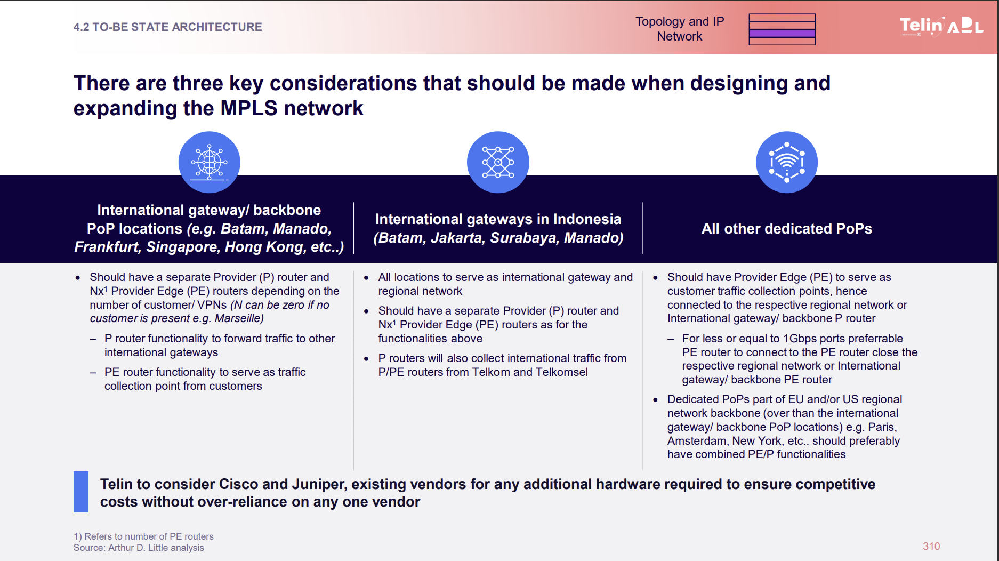 4.2 TO-BE STATE ARCHITECTURE
Topology and IP
Network
Telin
ADL
There are three key considerations that should be made when designing and
expanding the MPLS network
International gateway/ backbone
PoP locations (e.g. Batam, Manado,
Frankfurt, Singapore, Hong Kong, etc..)
International gateways in Indonesia
(Batam, Jakarta, Surabaya, Manado)
All other dedicated PoPs
• Should have a separate Provider (P) router and
Nx¹ Provider Edge (PE) routers depending on the
number of customer/ VPNs (N can be zero if no
customer is present e.g. Marseille)
– P router functionality to forward traffic to other
international gateways
– PE router functionality to serve as traffic
collection point from customers
• All locations to serve as international gateway and
regional network
• Should have a separate Provider (P) router and
Nx¹ Provider Edge (PE) routers as for the
functionalities above
• P routers will also collect international traffic from
P/PE routers from Telkom and Telkomsel
• Should have Provider Edge (PE) to serve as
customer traffic collection points, hence
connected to the respective regional network or
International gateway/ backbone P router
– For less or equal to 1Gbps ports preferrable
PE router to connect to the PE router close the
respective regional network or International
gateway/ backbone PE router
• Dedicated PoPs part of EU and/or US regional
network backbone (over than the international
gateway/ backbone PoP locations) e.g. Paris,
Amsterdam, New York, etc.. should preferably
have combined PE/P functionalities
Telin to consider Cisco and Juniper, existing vendors for any additional hardware required to ensure competitive
costs without over-reliance on any one vendor
1) Refers to number of PE routers
Source: Arthur D. Little analysis
310